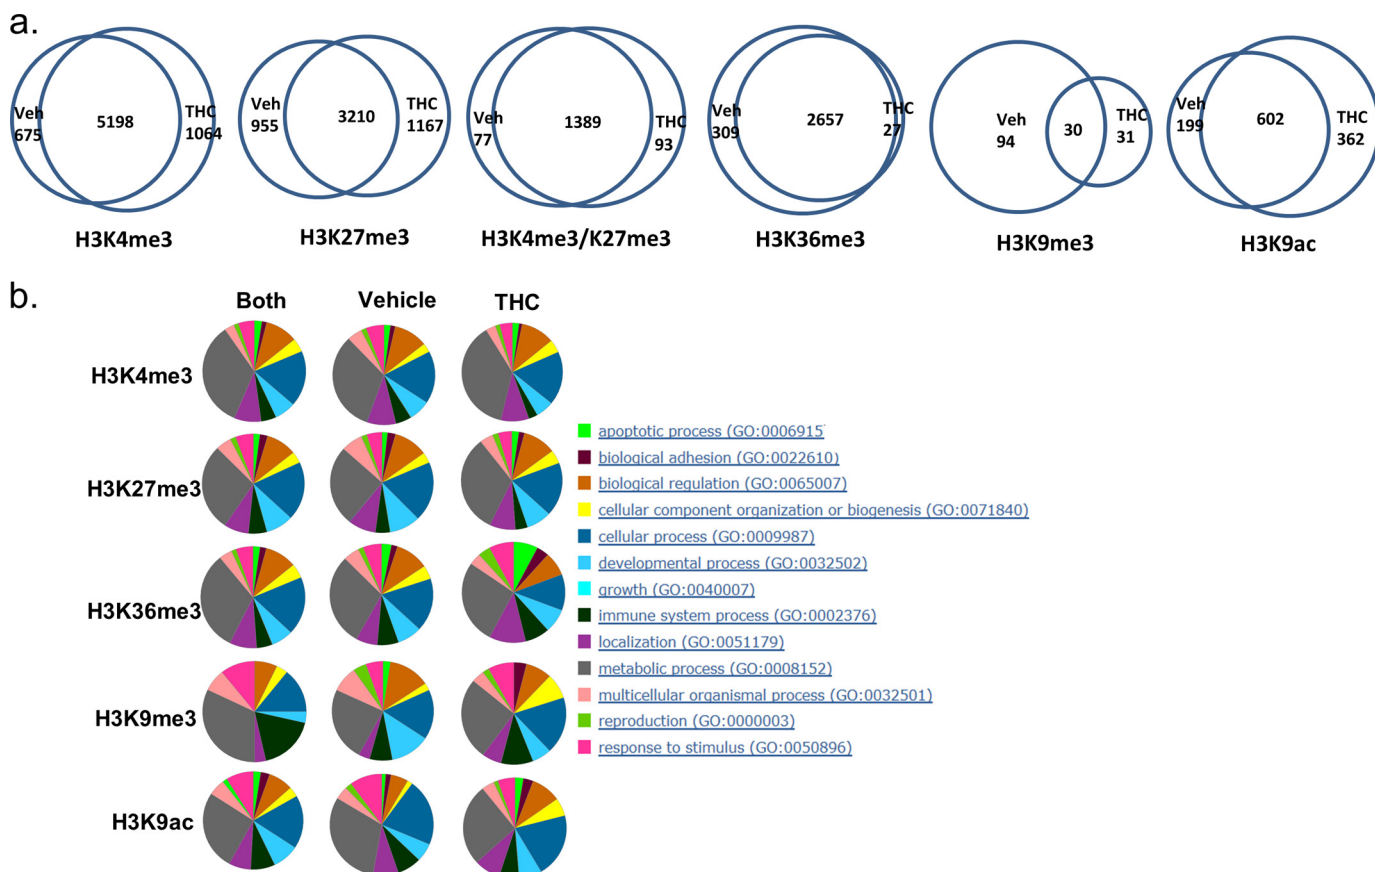 a.
Veh
675
5198
THC
1064
H3K4me3
Veh
955
3210
THC
1167
H3K27me3
Veh
77
1389
THC
93
H3K4me3/K27me3
Veh
309
2657
THC
27
H3K36me3
Veh
94
30
THC
31
H3K9me3
Veh
199
602
THC
362
H3K9ac
b.
Both Vehicle THC
H3K4me3
H3K27me3
H3K36me3
H3K9me3
H3K9ac
apoptotic process (GO:0006915
biological adhesion (GO:0022610)
biological regulation (GO:0065007)
cellular component organization or biogenesis (GO:0071840)
cellular process (GO:0009987)
developmental process (GO:0032502)
growth (GO:0040007)
immune system process (GO:0002376)
localization (GO:0051179)
metabolic process (GO:0008152)
multicellular organismal process (GO:0032501)
reproduction (GO:0000003)
response to stimulus (GO:0050896)